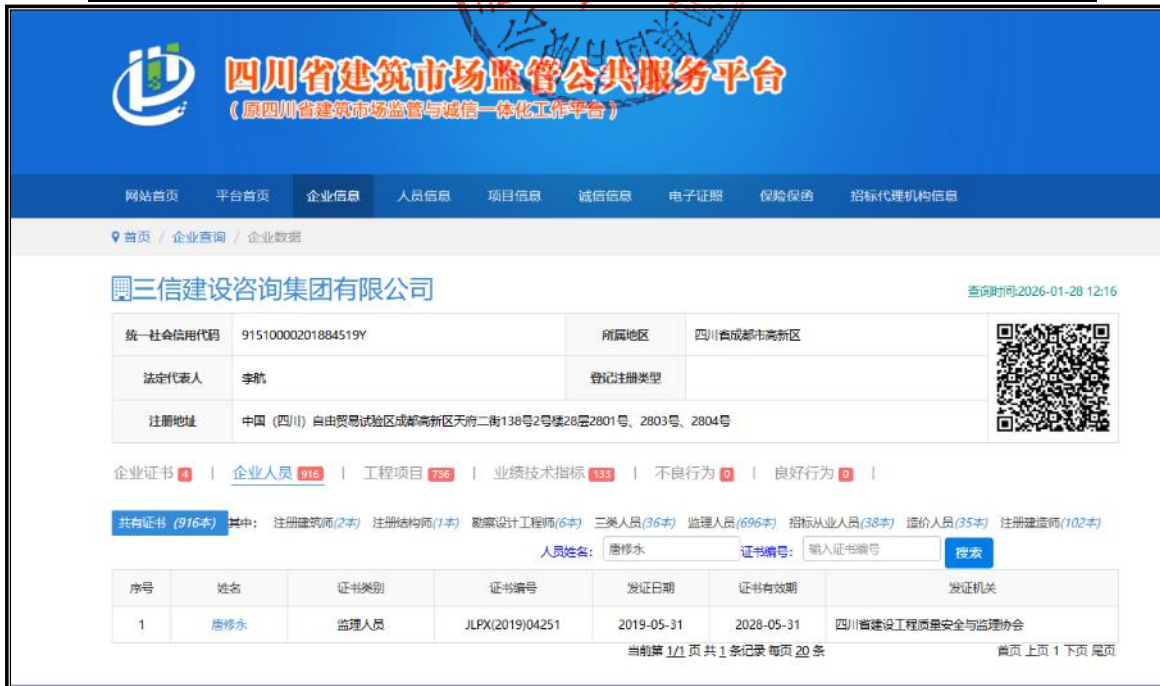 四川省建筑市场监管公共服务平台
（原四川省建筑市场监管与诚信一体化工作平台）
网站首页 平台首页 企业信息 人员信息 项目信息 诚信信息 电子证照 保险保函 招标代理机构信息
首页 / 企业查询 / 企业数据
三信建设咨询集团有限公司
查询时间:2026-01-28 12:16
统一社会信用代码 91510000201884519Y 所属地区 四川省成都市高新区
法定代表人 李航 登记注册类型
注册地址 中国（四川）自由贸易试验区成都高新区天府二街138号2号楼28层2801号、2803号、2804号
企业证书 4 | 企业人员 916 | 工程项目 736 | 业绩技术指标 133 | 不良行为 0 | 良好行为 0 |
共有证书 (916本) 其中： 注册建筑师(2本) 注册结构师(1本) 勘察设计工程师(6本) 三类人员(36本) 监理人员(696本) 招标从业人员(38本) 造价人员(35本) 注册建造师(102本)
人员姓名: 唐修永 证书编号: 输入证书编号 搜索
序号 姓名 证书类别 证书编号 发证日期 证书有效期 发证机关
1 唐修永 监理人员 JLPX(2019)04251 2019-05-31 2028-05-31 四川省建设工程质量安全与监理协会
当前第 1/1 页 共 1 条记录 每页 20 条 首页 上页 1 下页 尾页